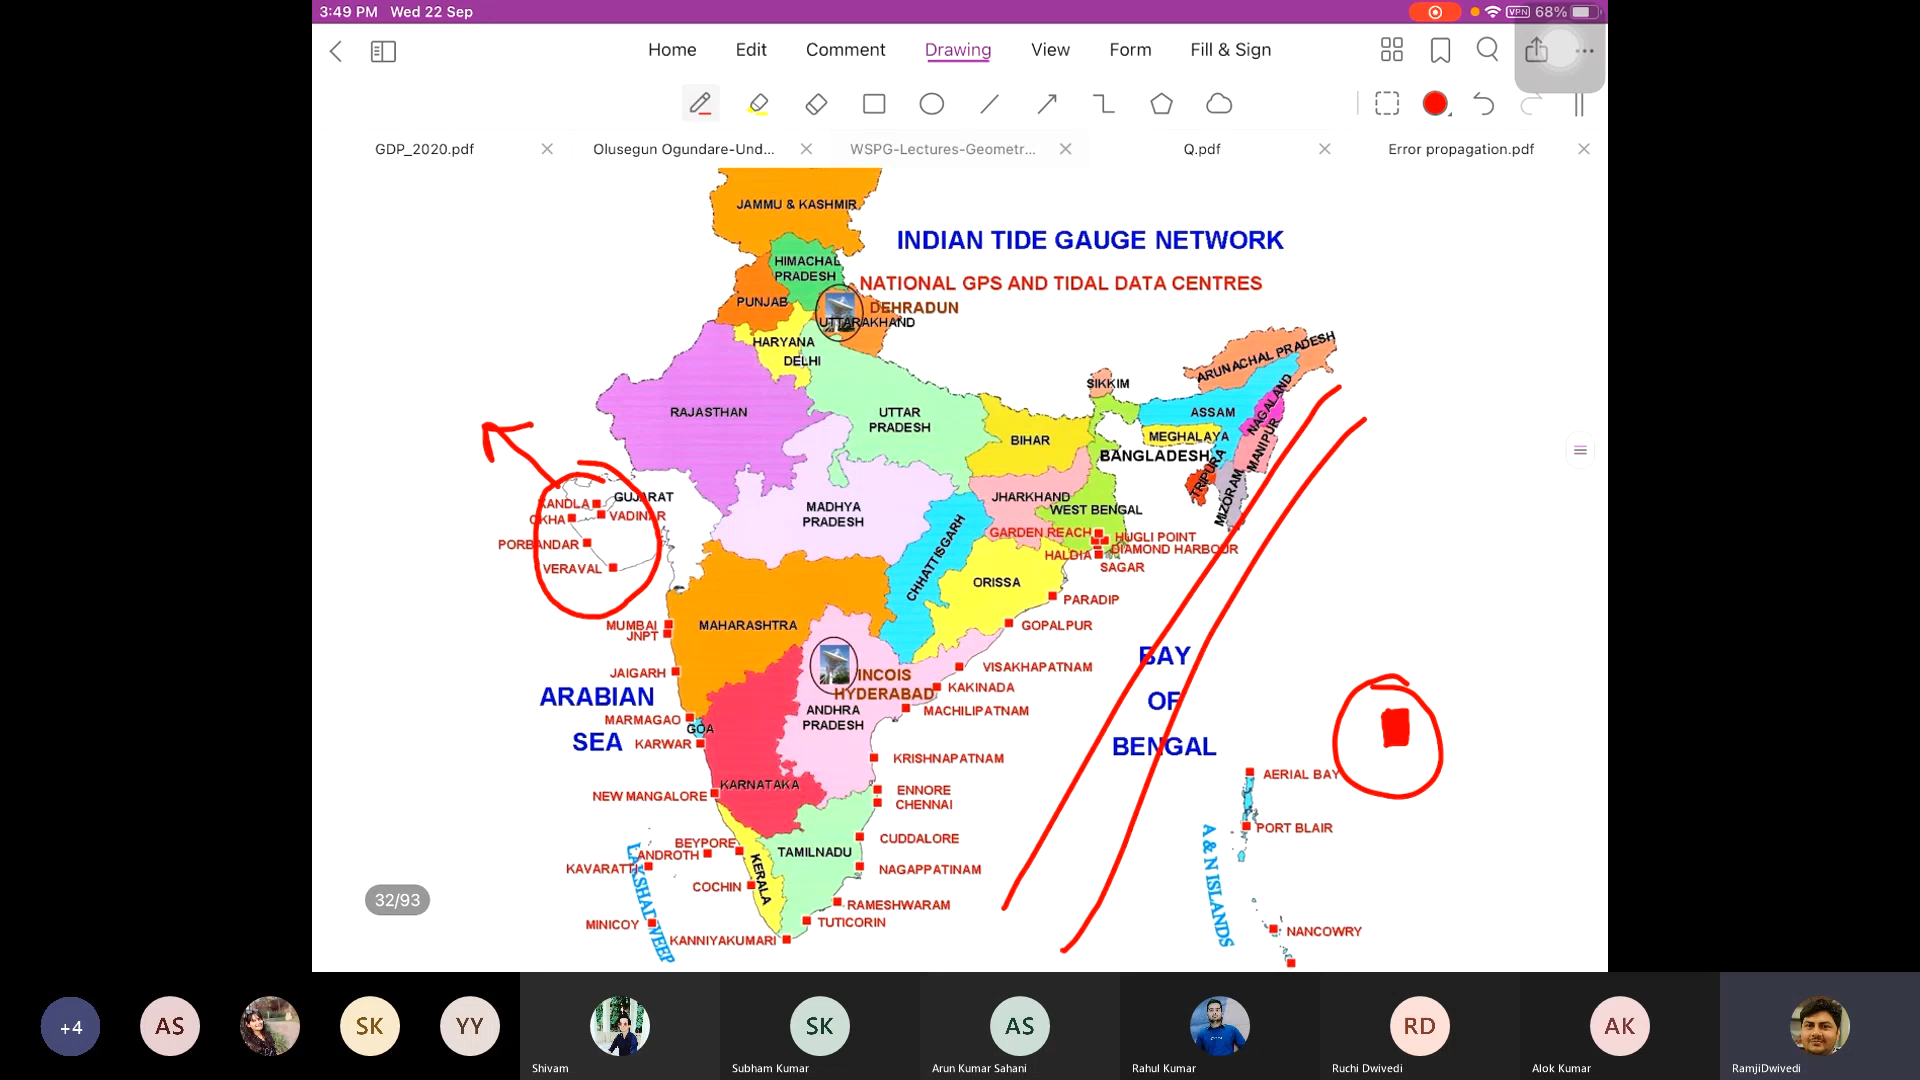 3:49 PM Wed 22 Sep
VPN 68%
Home Edit Comment Drawing View Form Fill & Sign
GDP_2020.pdf
Olusegun Ogundare-Und...
WSPG-Lectures-Geometr...
Q.pdf
Error propagation.pdf
JAMMU & KASHMIR
INDIAN TIDE GAUGE NETWORK
HIMACHAL
PRADESH
NATIONAL GPS AND TIDAL DATA CENTRES
PUNJAB
DEHRADUN
UTTARAKHAND
HARYANA
DELHI
ARUNACHAL PRADESH
SIKKIM
RAJASTHAN
UTTAR
PRADESH
BIHAR
ASSAM
NAGALAND
MEGHALAYA
MANIPUR
BANGLADESH
TRIPURA
MIZORAM
KANDLA
GUJARAT
OKHA
VADINAR
PORBANDAR
VERAVAL
MADHYA
PRADESH
JHARKHAND
WEST BENGAL
CHHATTISGARH
GARDEN REACH
HUGLI POINT
DIAMOND HARBOUR
HALDIA
SAGAR
ORISSA
PARADIP
GOPALPUR
MUMBAI
JNPT
MAHARASHTRA
JAIGARH
INCOIS
HYDERABAD
VISAKHAPATNAM
KAKINADA
MACHILIPATNAM
ANDHRA
PRADESH
ARABIAN
SEA
BAY
OF
BENGAL
MARMAGAO
GOA
KARWAR
KRISHNAPATNAM
KARNATAKA
NEW MANGALORE
ENNORE
CHENNAI
AERIAL BAY
PORT BLAIR
CUDDALORE
BEYPORE
ANDROTH
KAVARATTI
TAMILNADU
KERALA
NAGAPPATINAM
COCHIN
LAKSHADWEEP
A & N ISLANDS
RAMESHWARAM
MINICOY
TUTICORIN
KANNIYAKUMARI
NANCOWRY
32/93
+4
AS
SK
YY
Shivam
SK
Subham Kumar
AS
Arun Kumar Sahani
Rahul Kumar
RD
Ruchi Dwivedi
AK
Alok Kumar
RamjiDwivedi